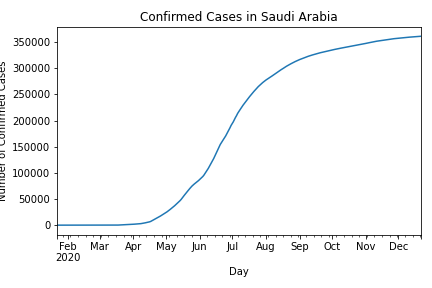 Confirmed Cases in Saudi Arabia
Number of Confirmed Cases
350000
300000
250000
200000
150000
100000
50000
0
Feb Mar Apr May Jun Jul Aug Sep Oct Nov Dec
2020
Day